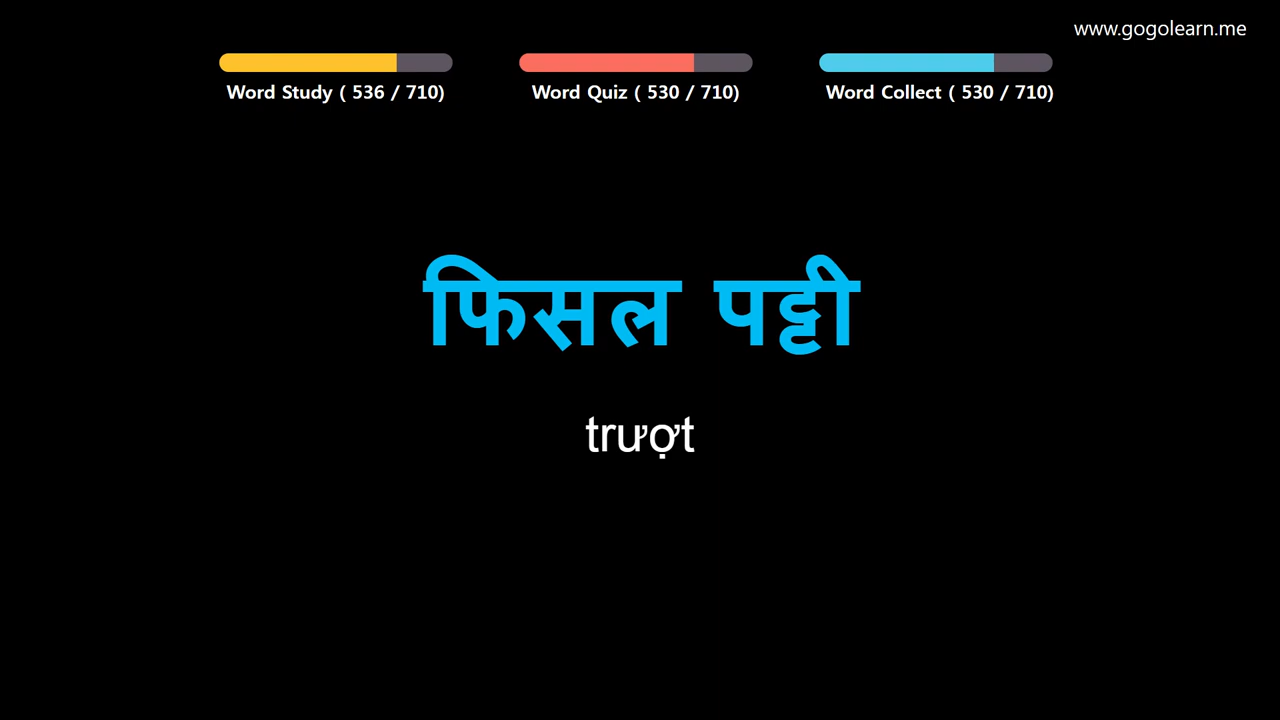 www.gogolearn.me
Word Study ( 536 / 710)
Word Quiz ( 530 / 710)
Word Collect ( 530 / 710)
फिसल पट्टी
trượt